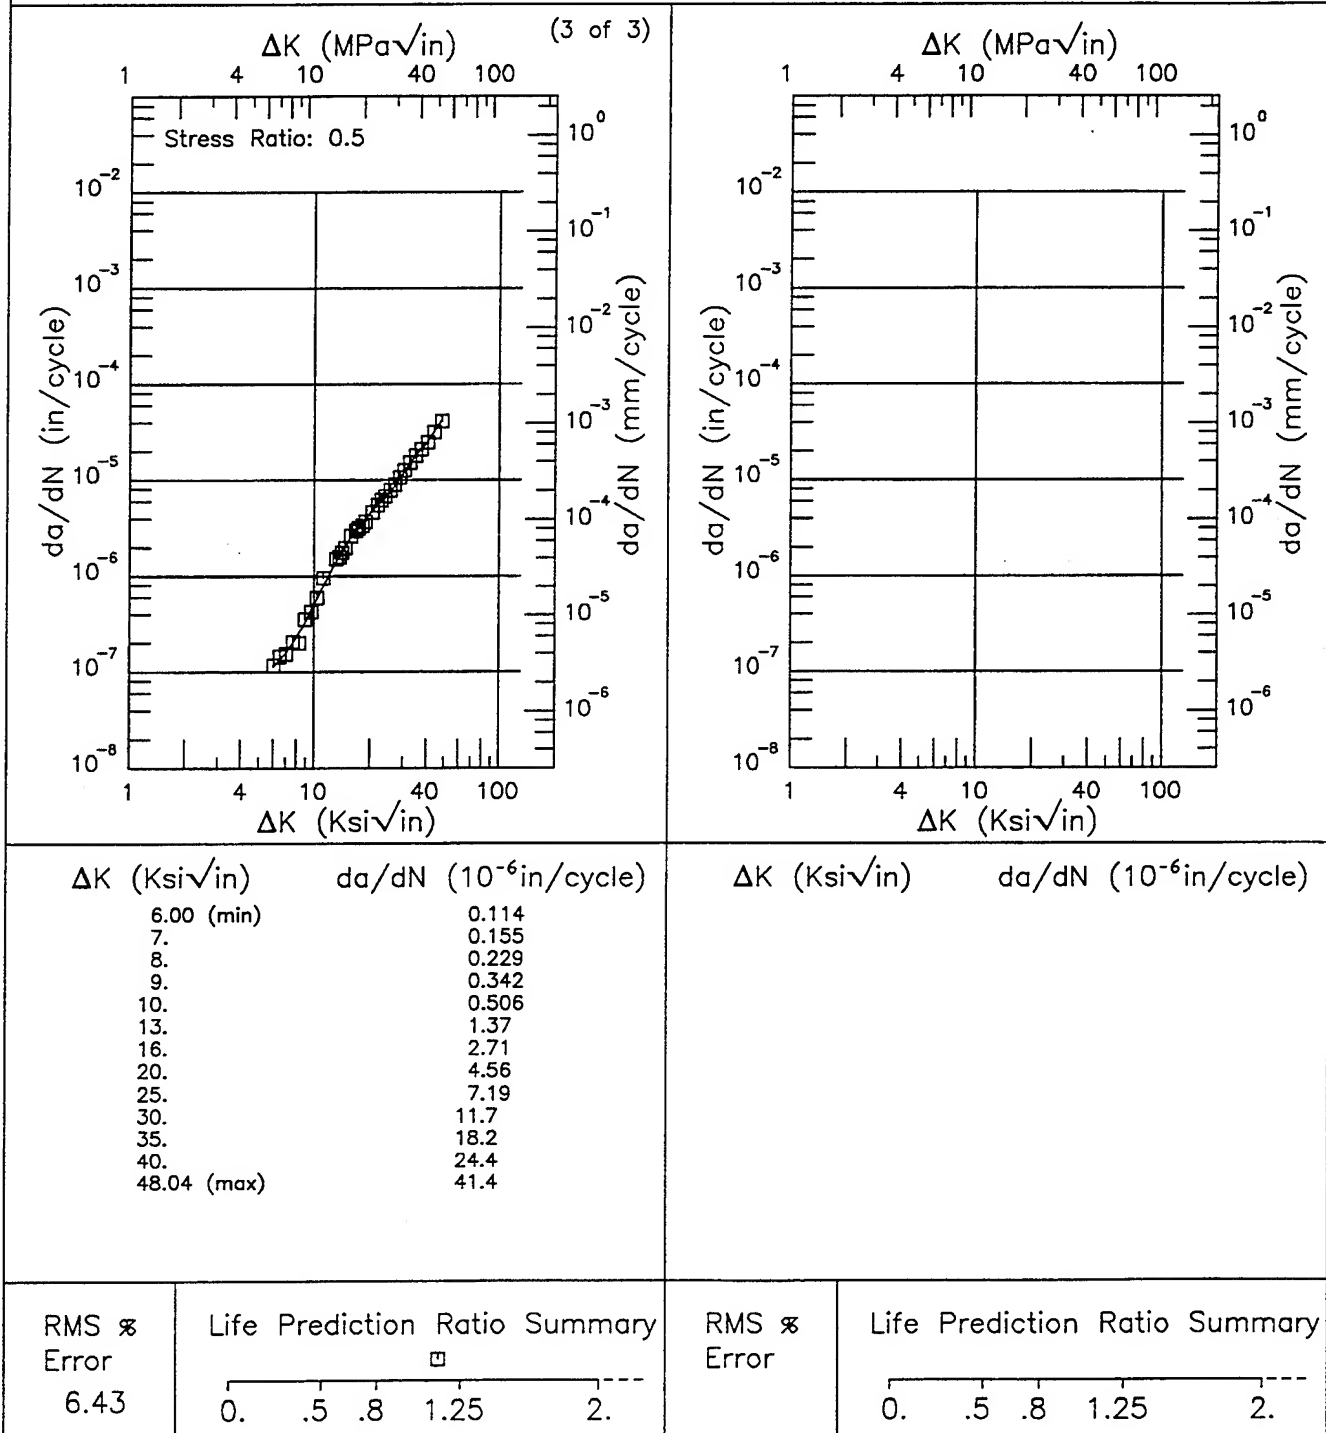 (3 of 3)
ΔK (MPa√in)
1 4 10 40 100
Stress Ratio: 0.5
10⁰
10⁻²
10⁻¹
10⁻³
10⁻²
10⁻⁴
10⁻³
10⁻⁵
10⁻⁴
10⁻⁶
10⁻⁵
10⁻⁷
10⁻⁶
10⁻⁸
da/dN (in/cycle)
da/dN (mm/cycle)
1 4 10 40 100
ΔK (Ksi√in)
ΔK (MPa√in)
1 4 10 40 100
10⁰
10⁻²
10⁻¹
10⁻³
10⁻²
10⁻⁴
10⁻³
10⁻⁵
10⁻⁴
10⁻⁶
10⁻⁵
10⁻⁷
10⁻⁶
10⁻⁸
da/dN (in/cycle)
da/dN (mm/cycle)
1 4 10 40 100
ΔK (Ksi√in)
ΔK (Ksi√in) da/dN (10⁻⁶in/cycle)
6.00 (min) 0.114
7. 0.155
8. 0.229
9. 0.342
10. 0.506
13. 1.37
16. 2.71
20. 4.56
25. 7.19
30. 11.7
35. 18.2
40. 24.4
48.04 (max) 41.4
ΔK (Ksi√in) da/dN (10⁻⁶in/cycle)
RMS %
Error
6.43
Life Prediction Ratio Summary
0. .5 .8 1.25 2.
RMS %
Error
Life Prediction Ratio Summary
0. .5 .8 1.25 2.